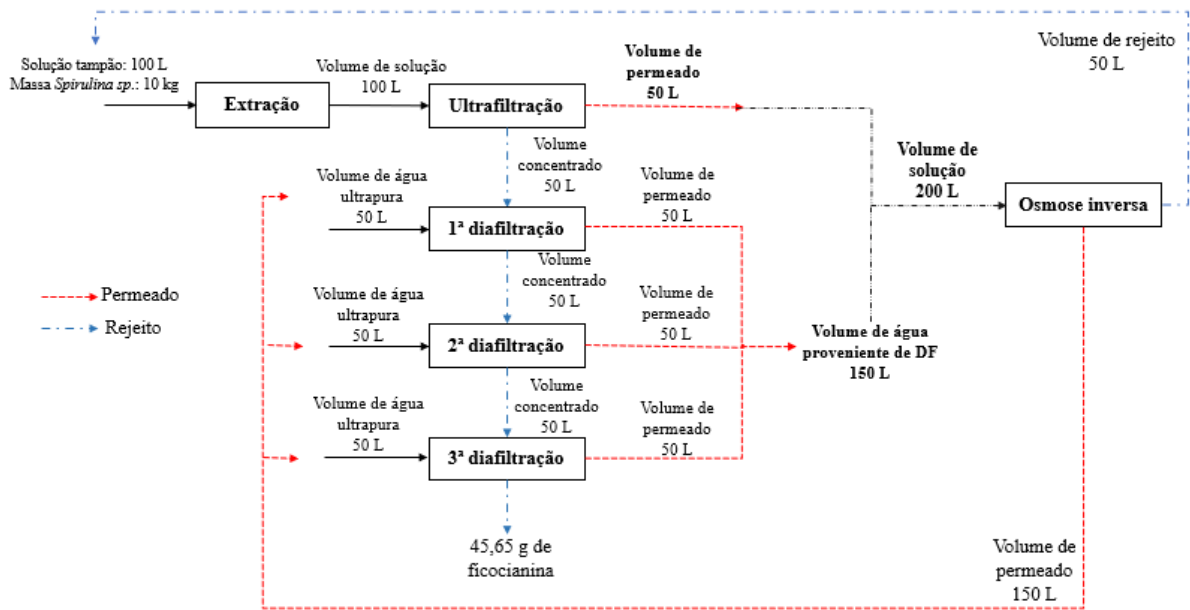 Solução tampão: 100 L
Massa Spirulina sp.: 10 kg
Extração
Volume de solução
100 L
Ultrafiltração
Volume de
permeado
50 L
Volume de rejeito
50 L
Volume
concentrado
50 L
Volume de água
ultrapura
50 L
1ª diafiltração
Volume de
permeado
50 L
Volume de
solução
200 L
Osmose inversa
Volume
concentrado
50 L
Permeado
Rejeito
Volume de água
ultrapura
50 L
2ª diafiltração
Volume de
permeado
50 L
Volume de água
proveniente de DF
150 L
Volume
concentrado
50 L
Volume de água
ultrapura
50 L
3ª diafiltração
Volume de
permeado
50 L
45,65 g de
ficocianina
Volume de
permeado
150 L